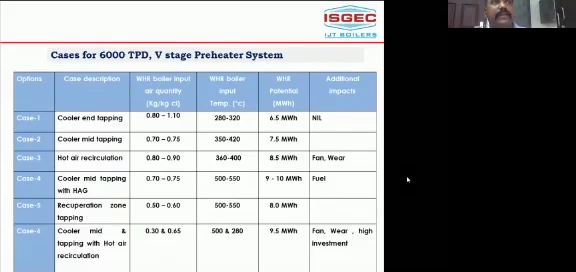 ISGEC
IJT BOILERS
Cases for 6000 TPD, V stage Preheater System
Options Case description WHR boiler input air quantity (Kg/kg cl) WHR boiler input Temp. (°c) WHR Potential (MWh) Additional impacts
Case-1 Cooler end tapping 0.80 – 1.10 280-320 6.5 MWh NIL
Case-2 Cooler mid tapping 0.70 – 0.75 350-420 7.5 MWh
Case-3 Hot air recirculation 0.80 – 0.90 360-400 8.5 MWh Fan, Wear
Case-4 Cooler mid tapping with HAG 0.70 – 0.75 500-550 9 - 10 MWh Fuel
Case-5 Recuperation zone tapping 0.50 – 0.60 500-550 8.0 MWh
Case-6 Cooler mid & tapping with Hot air recirculation 0.30 & 0.65 500 & 280 9.5 MWh Fan, Wear , high investment